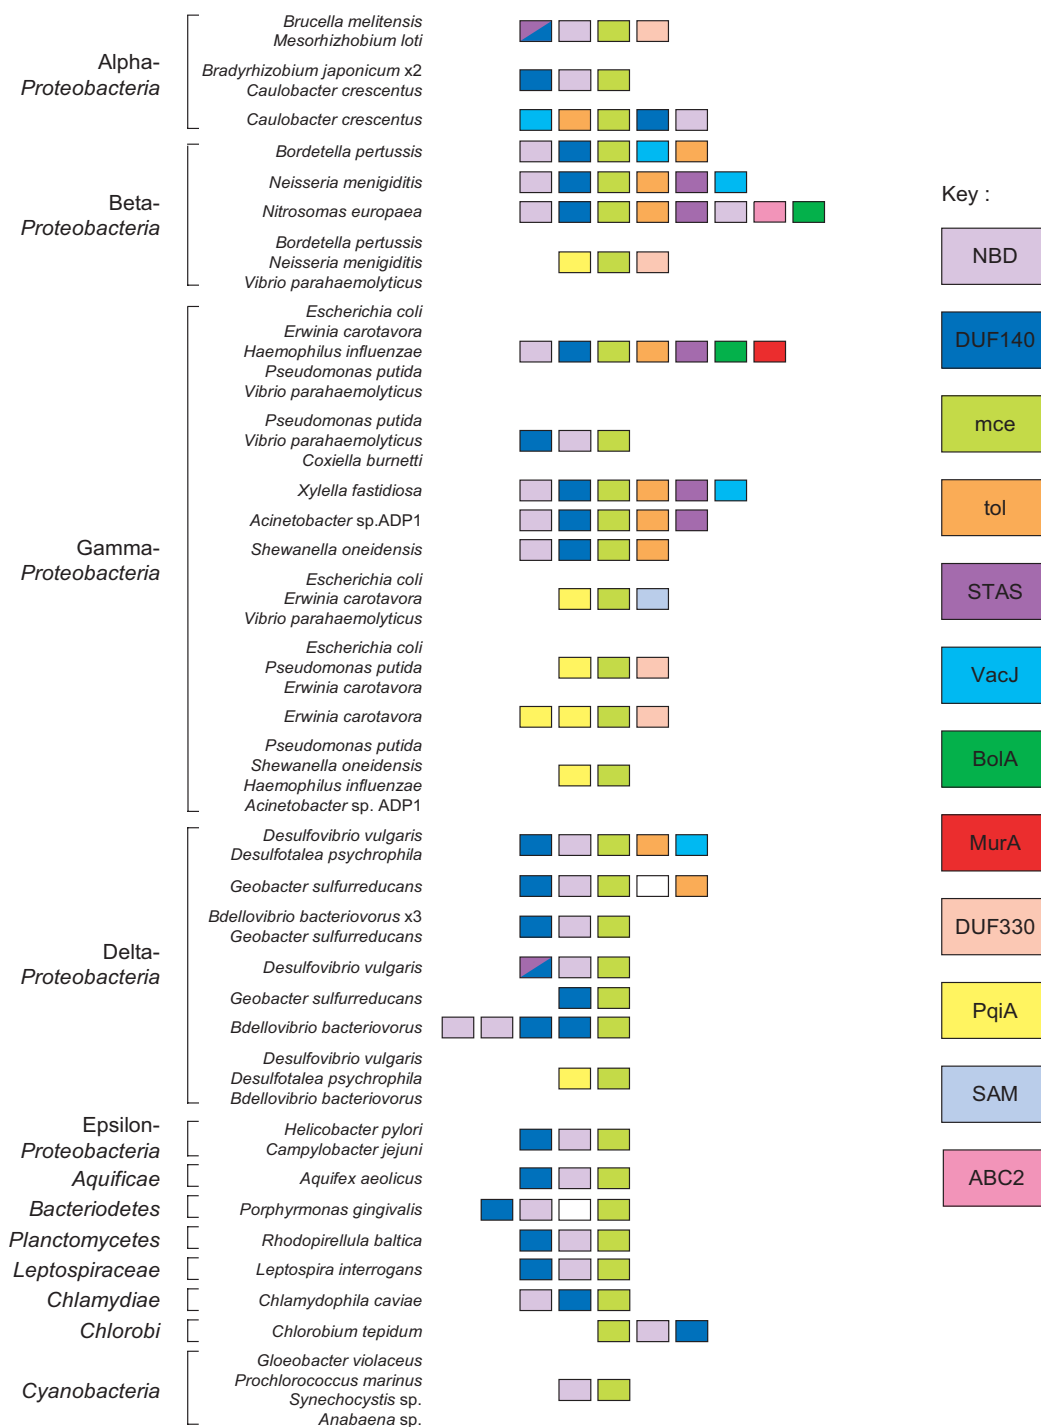 Brucella melitensis
Mesorhizhobium loti
Alpha-
Proteobacteria
Bradyrhizobium japonicum x2
Caulobacter crescentus
Caulobacter crescentus
Bordetella pertussis
Neisseria menigiditis
Beta-
Proteobacteria
Nitrosomas europaea
Bordetella pertussis
Neisseria menigiditis
Vibrio parahaemolyticus
Escherichia coli
Erwinia carotavora
Haemophilus influenzae
Pseudomonas putida
Vibrio parahaemolyticus
Pseudomonas putida
Vibrio parahaemolyticus
Coxiella burnetti
Xylella fastidiosa
Acinetobacter sp.ADP1
Gamma-
Proteobacteria
Shewanella oneidensis
Escherichia coli
Erwinia carotavora
Vibrio parahaemolyticus
Escherichia coli
Pseudomonas putida
Erwinia carotavora
Erwinia carotavora
Pseudomonas putida
Shewanella oneidensis
Haemophilus influenzae
Acinetobacter sp. ADP1
Desulfovibrio vulgaris
Desulfotalea psychrophila
Geobacter sulfurreducans
Bdellovibrio bacteriovorus x3
Geobacter sulfurreducans
Delta-
Proteobacteria
Desulfovibrio vulgaris
Geobacter sulfurreducans
Bdellovibrio bacteriovorus
Desulfovibrio vulgaris
Desulfotalea psychrophila
Bdellovibrio bacteriovorus
Epsilon-
Proteobacteria
Helicobacter pylori
Campylobacter jejuni
Aquificae
Aquifex aeolicus
Bacteriodetes
Porphyrmonas gingivalis
Planctomycetes
Rhodopirellula baltica
Leptospiraceae
Leptospira interrogans
Chlamydiae
Chlamydophila caviae
Chlorobi
Chlorobium tepidum
Cyanobacteria
Gloeobacter violaceus
Prochlorococcus marinus
Synechocystis sp.
Anabaena sp.
Key :
NBD
DUF140
mce
tol
STAS
VacJ
BolA
MurA
DUF330
PqiA
SAM
ABC2